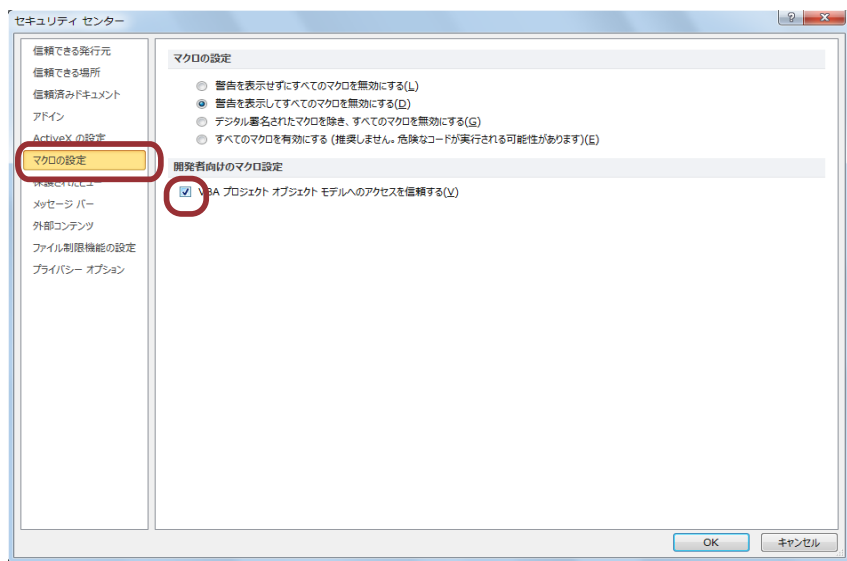 セキュリティ センター
信頼できる発行元
信頼できる場所
信頼済みドキュメント
アドイン
ActiveX の設定
マクロの設定
保護されたビュー
メッセージ バー
外部コンテンツ
ファイル制限機能の設定
プライバシー オプション
マクロの設定
警告を表示せずにすべてのマクロを無効にする(L)
警告を表示してすべてのマクロを無効にする(D)
デジタル署名されたマクロを除き、すべてのマクロを無効にする(G)
すべてのマクロを有効にする (推奨しません。危険なコードが実行される可能性があります)(E)
開発者向けのマクロ設定
VBA プロジェクト オブジェクト モデルへのアクセスを信頼する(V)
OK
キャンセル